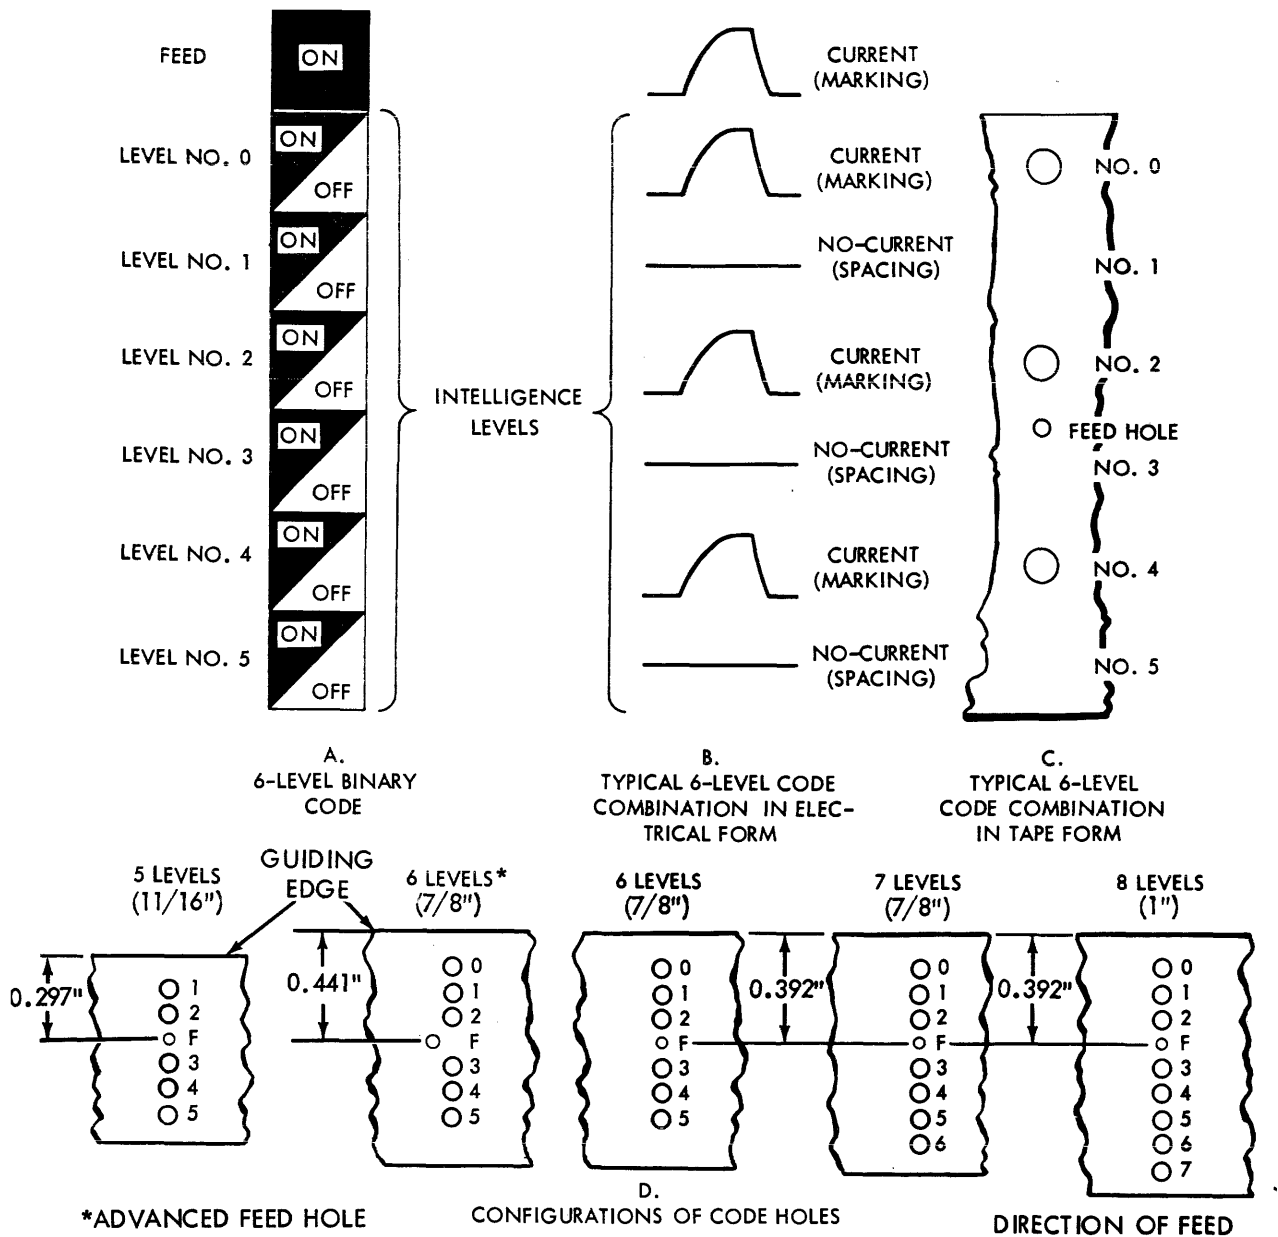 FEED
ON
LEVEL NO. 0
ON
OFF
LEVEL NO. 1
ON
OFF
LEVEL NO. 2
ON
OFF
LEVEL NO. 3
ON
OFF
LEVEL NO. 4
ON
OFF
LEVEL NO. 5
ON
OFF
INTELLIGENCE
LEVELS
CURRENT
(MARKING)
CURRENT
(MARKING)
NO-CURRENT
(SPACING)
CURRENT
(MARKING)
NO-CURRENT
(SPACING)
CURRENT
(MARKING)
NO-CURRENT
(SPACING)
NO. 0
NO. 1
NO. 2
FEED HOLE
NO. 3
NO. 4
NO. 5
A.
6-LEVEL BINARY
CODE
B.
TYPICAL 6-LEVEL CODE
COMBINATION IN ELEC-
TRICAL FORM
C.
TYPICAL 6-LEVEL
CODE COMBINATION
IN TAPE FORM
GUIDING
EDGE
5 LEVELS
(11/16")
0.297"
1
2
F
3
4
5
6 LEVELS*
(7/8")
0.441"
0
1
2
F
3
4
5
6 LEVELS
(7/8")
0
1
2
F
3
4
5
0.392"
7 LEVELS
(7/8")
0
1
2
F
3
4
5
6
0.392"
8 LEVELS
(1")
0
1
2
F
3
4
5
6
7
*ADVANCED FEED HOLE
D.
CONFIGURATIONS OF CODE HOLES
DIRECTION OF FEED